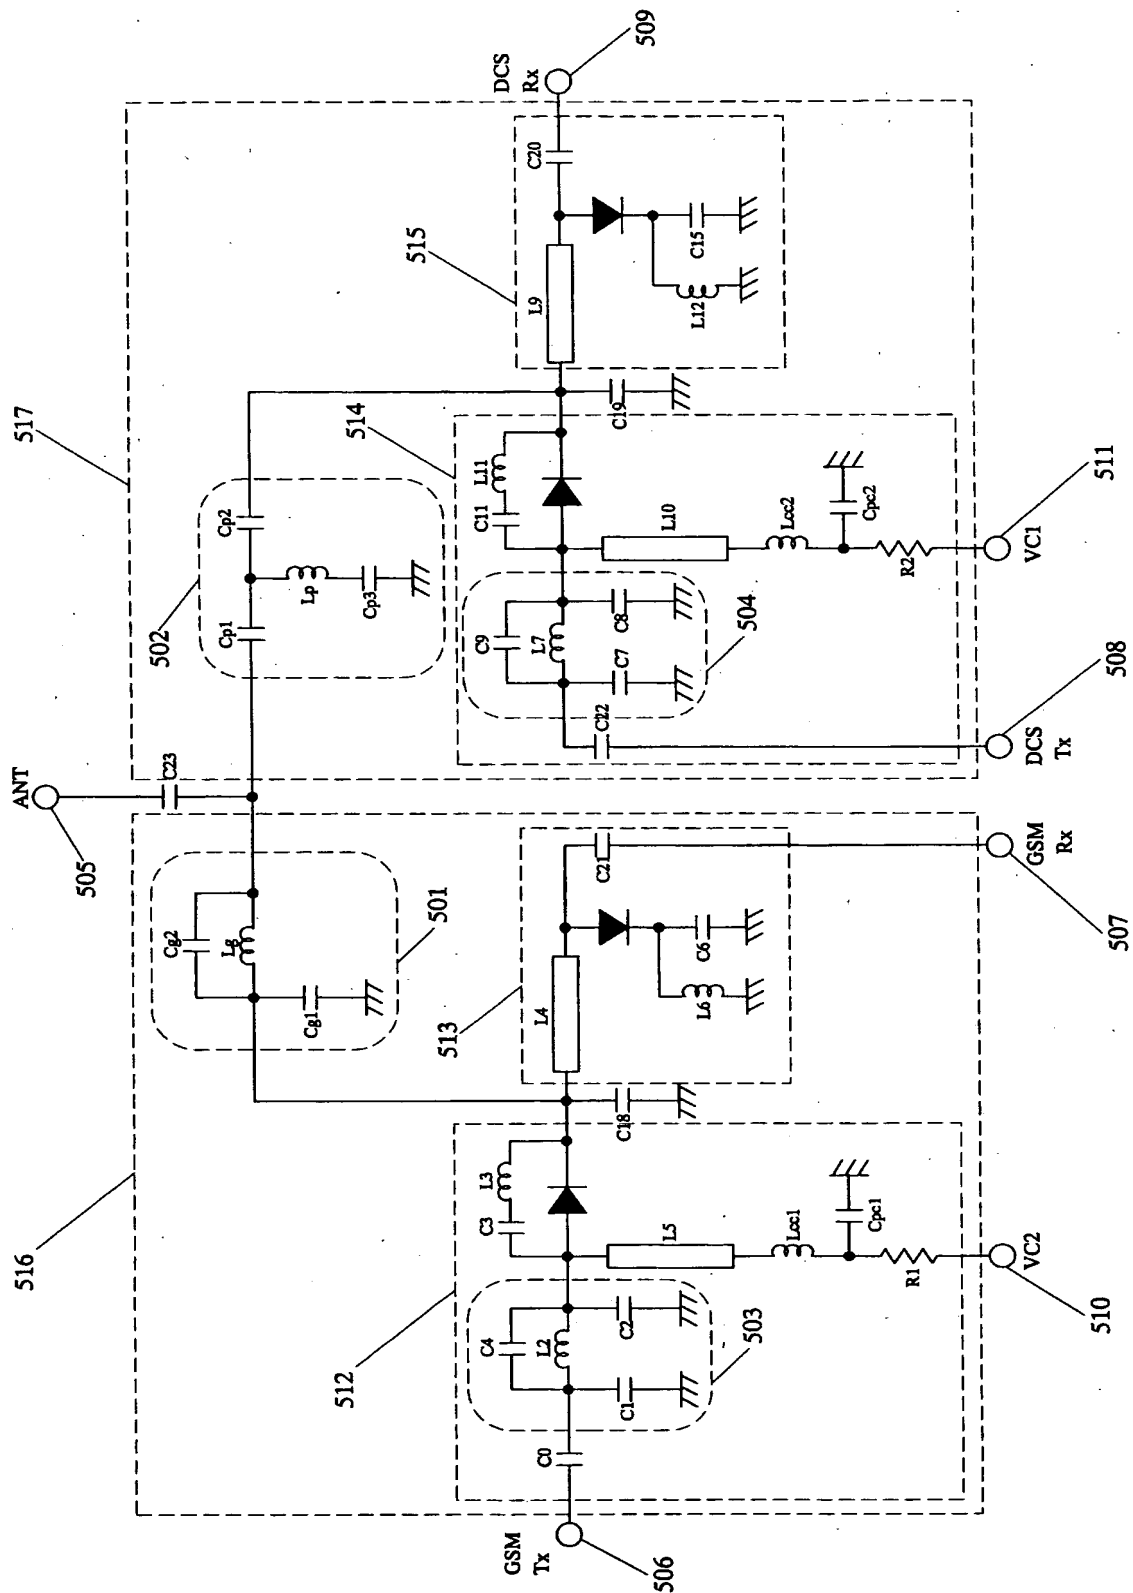 ANT
505
C23
516
517
501
Cg2
Lg
Cg1
502
Cp1
Cp2
Lp
Cp3
512
513
514
515
GSM
Tx
506
C0
C4
L2
C1
C2
503
C3
L3
L5
Lcc1
Cpc1
R1
VC2
510
C18
L4
C21
L6
C6
GSM
Rx
507
C22
C9
L7
C7
C8
504
C11
L11
L10
Lcc2
Cpc2
R2
VC1
511
DCS
Tx
508
C19
L9
C20
L12
C15
DCS
Rx
509